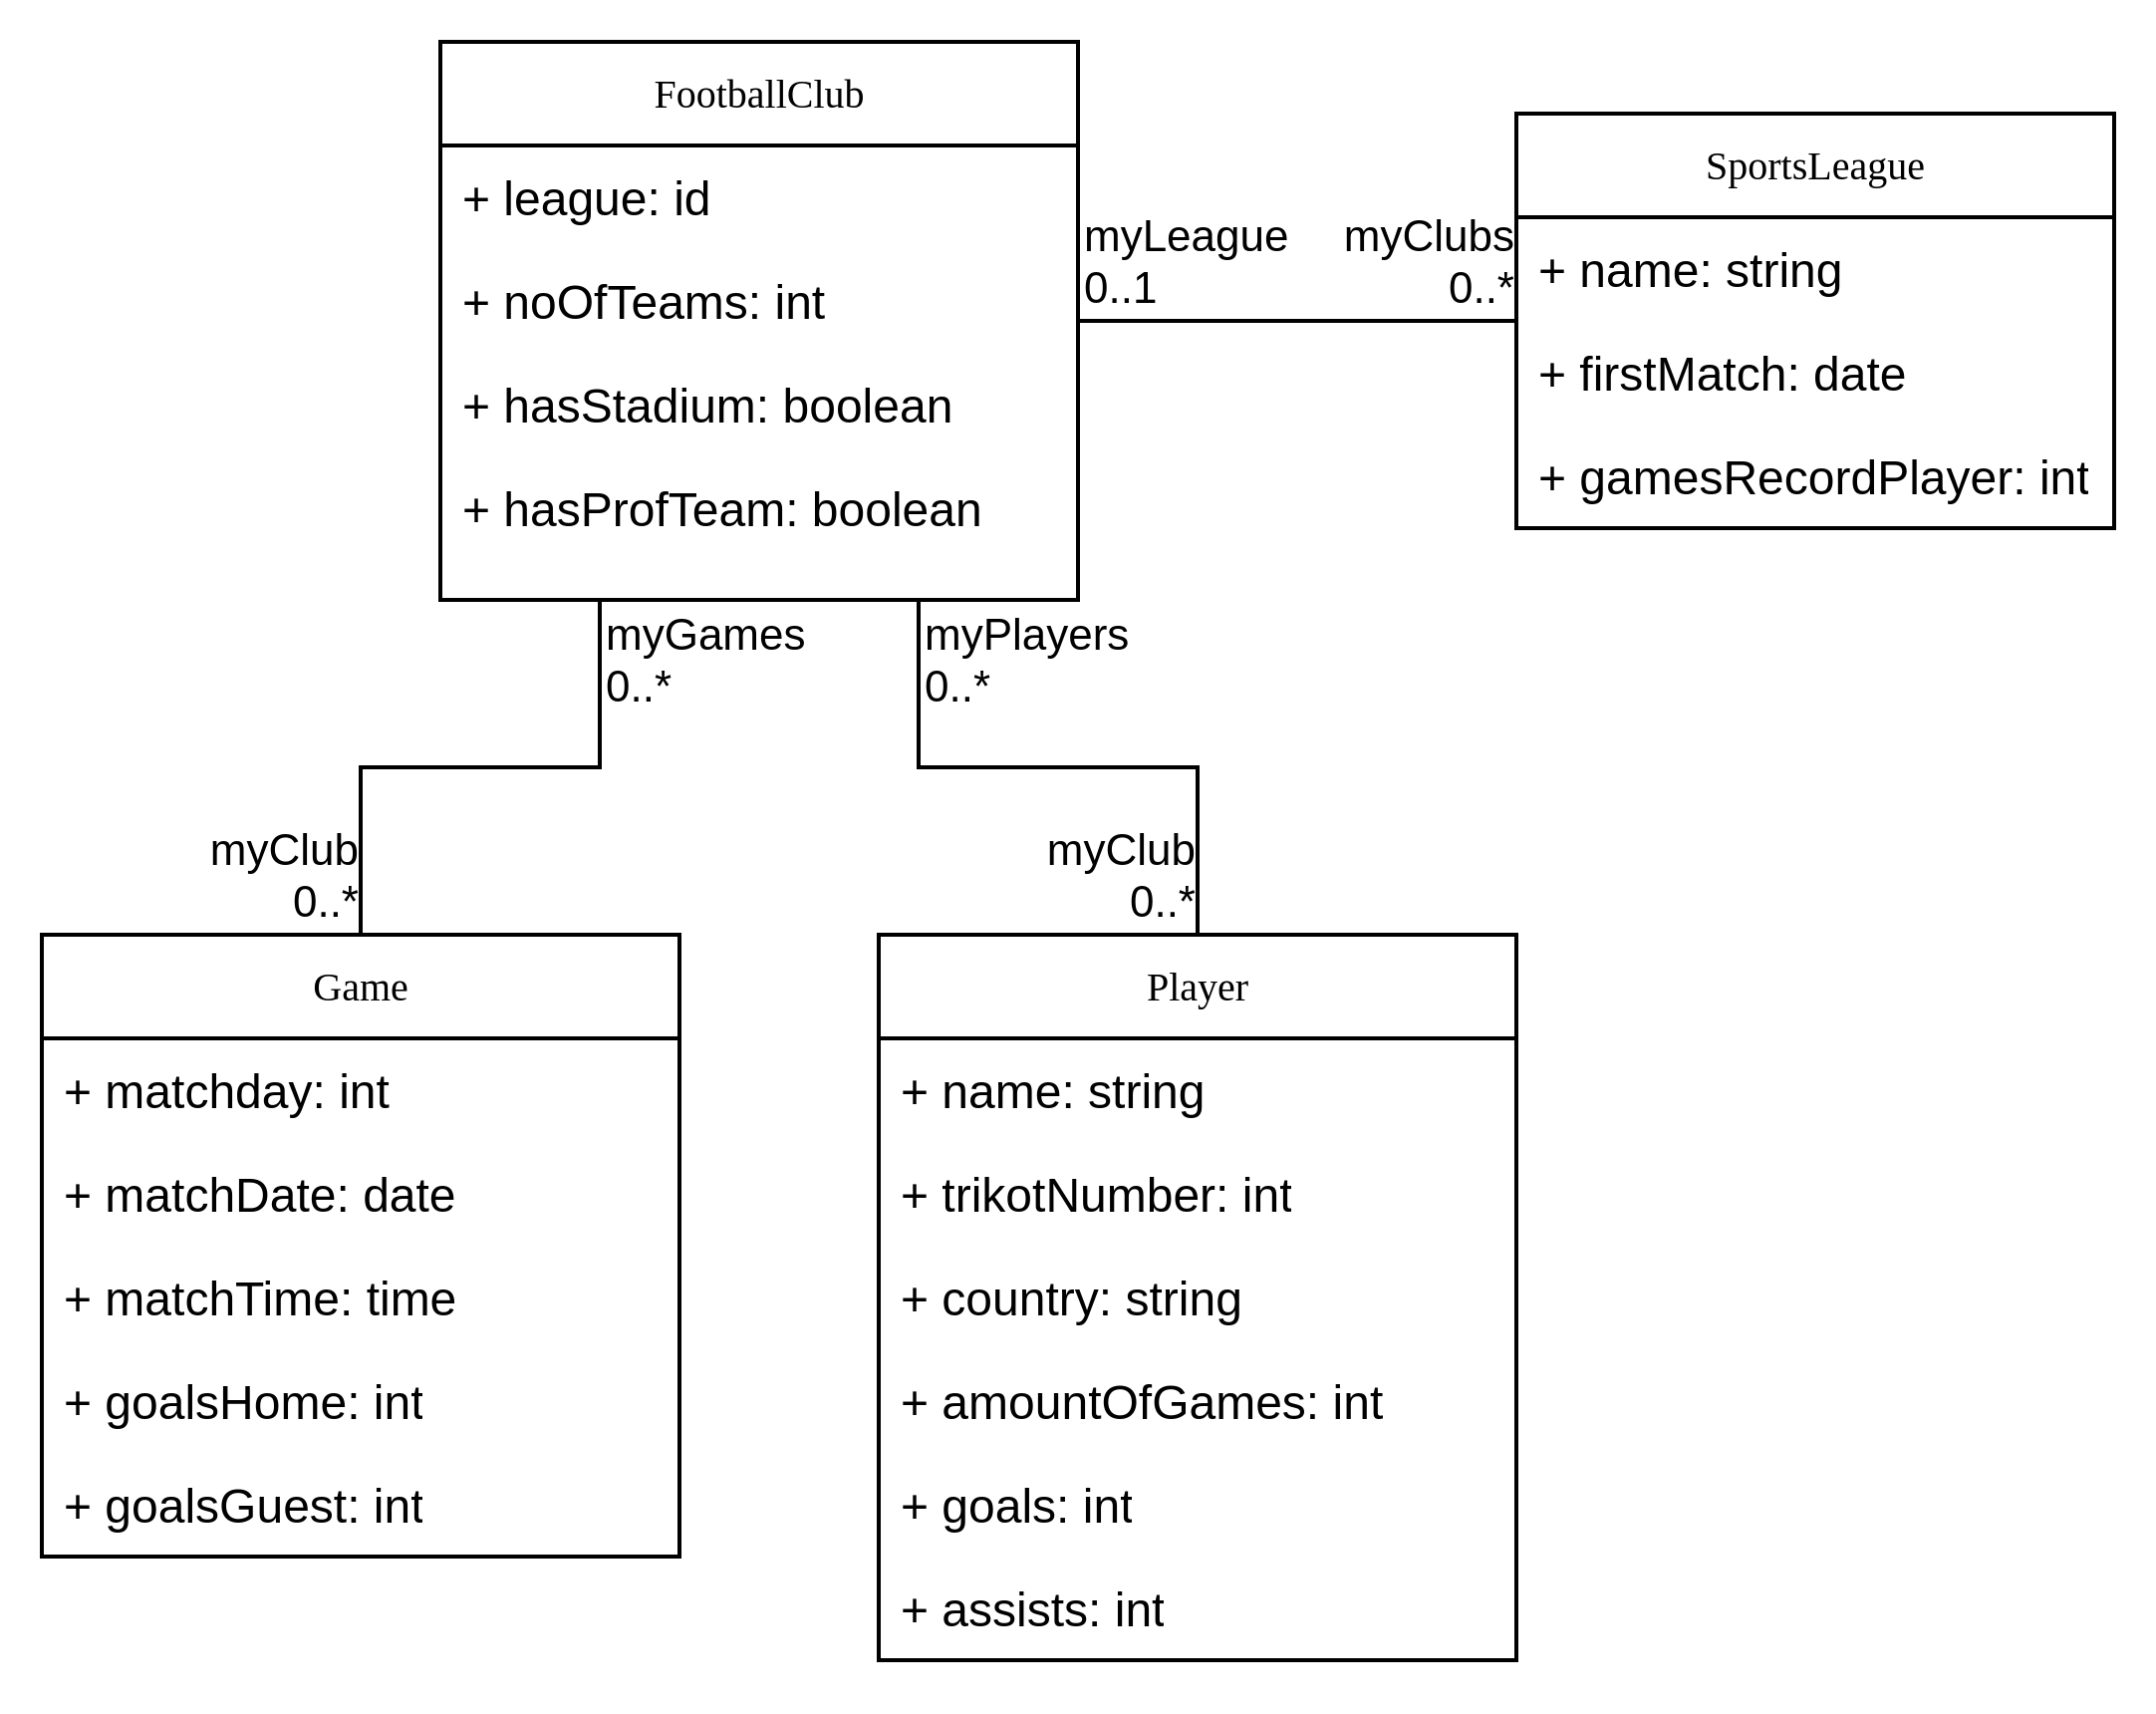 FootballClub
+ league: id
+ noOfTeams: int
+ hasStadium: boolean
+ hasProfTeam: boolean
myLeague
0..1
myClubs
0..*
SportsLeague
+ name: string
+ firstMatch: date
+ gamesRecordPlayer: int
myGames
0..*
myPlayers
0..*
myClub
0..*
myClub
0..*
Game
+ matchday: int
+ matchDate: date
+ matchTime: time
+ goalsHome: int
+ goalsGuest: int
Player
+ name: string
+ trikotNumber: int
+ country: string
+ amountOfGames: int
+ goals: int
+ assists: int